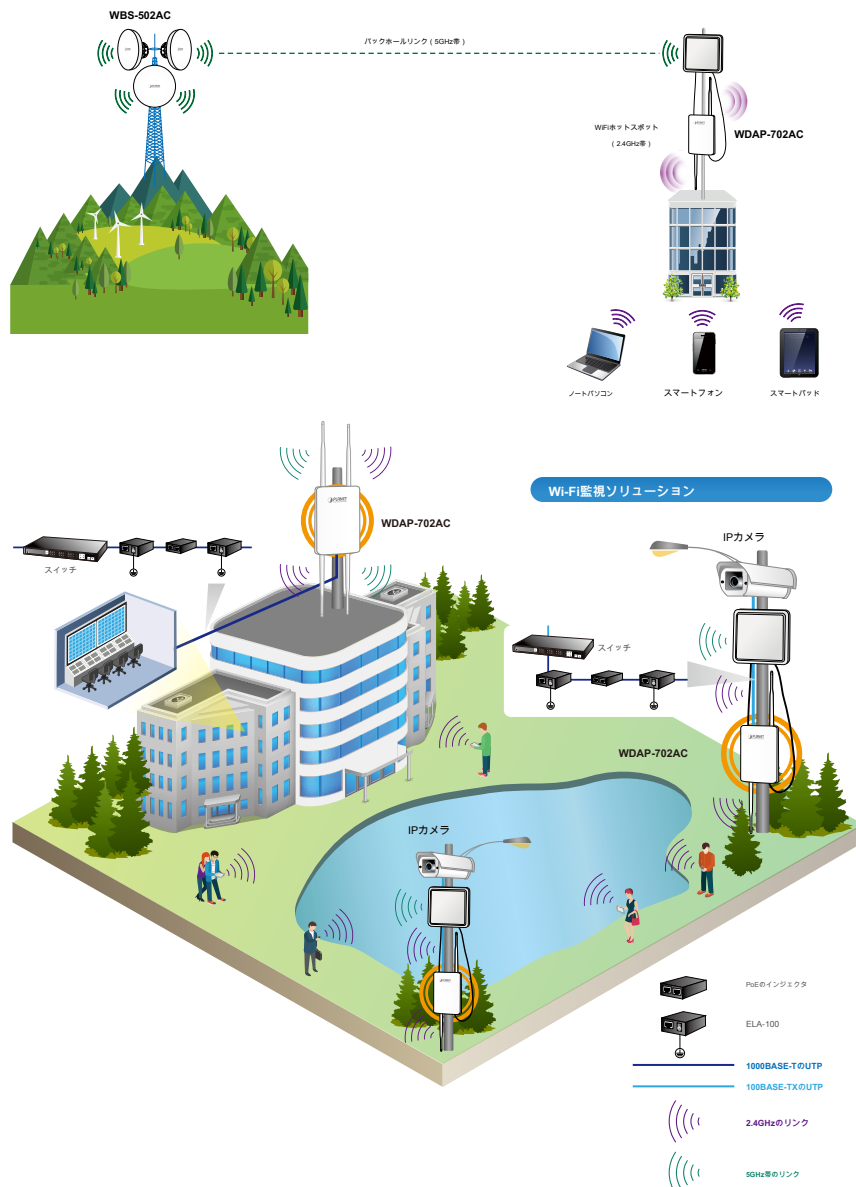 WBS-502AC
バックホールリンク ( 5GHz帯 )
WiFiホットスポット
( 2.4GHz帯 )
WDAP-702AC
ノートパソコン
スマートフォン
スマートパッド
Wi-Fi監視ソリューション
PLANET
WDAP-702AC
スイッチ
IPカメラ
スイッチ
WDAP-702AC
PLANET
IPカメラ
PoEのインジェクタ
ELA-100
1000BASE-TのUTP
100BASE-TXのUTP
2.4GHzのリンク
5GHz帯のリンク